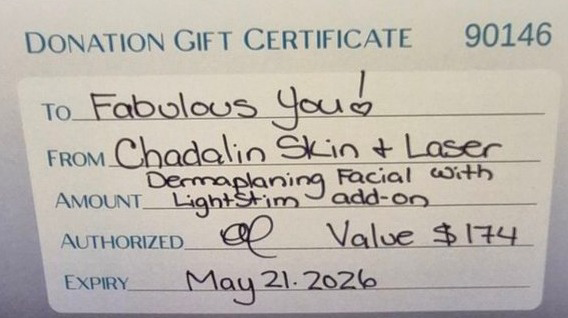 DONATION GIFT CERTIFICATE 90146
TO Fabulous You!
FROM Chadalin Skin + Laser
Dermaplaning Facial with
AMOUNT LightStim add-on
AUTHORIZED Value $174
EXPIRY May 21. 2026